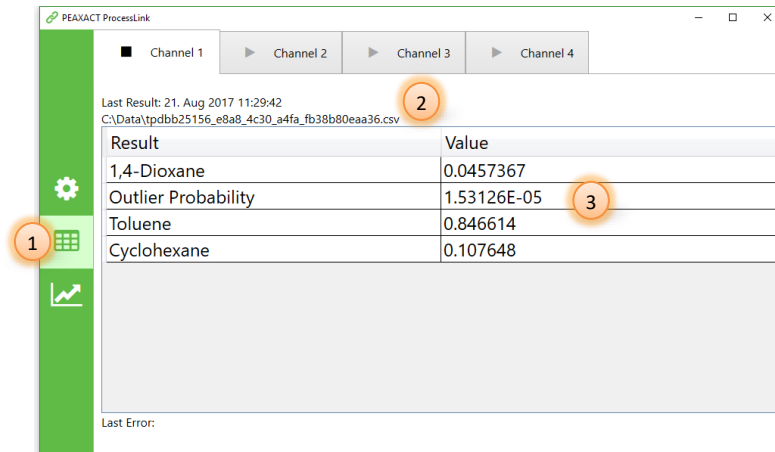 PEAXACT ProcessLink
Channel 1 Channel 2 Channel 3 Channel 4
Last Result: 21. Aug 2017 11:29:42
2
C:\Data\tpdbb25156_e8a8_4c30_a4fa_fb38b80eaa36.csv
Result Value
1,4-Dioxane 0.0457367
Outlier Probability 1.53126E-05
3
Toluene 0.846614
1
Cyclohexane 0.107648
Last Error: